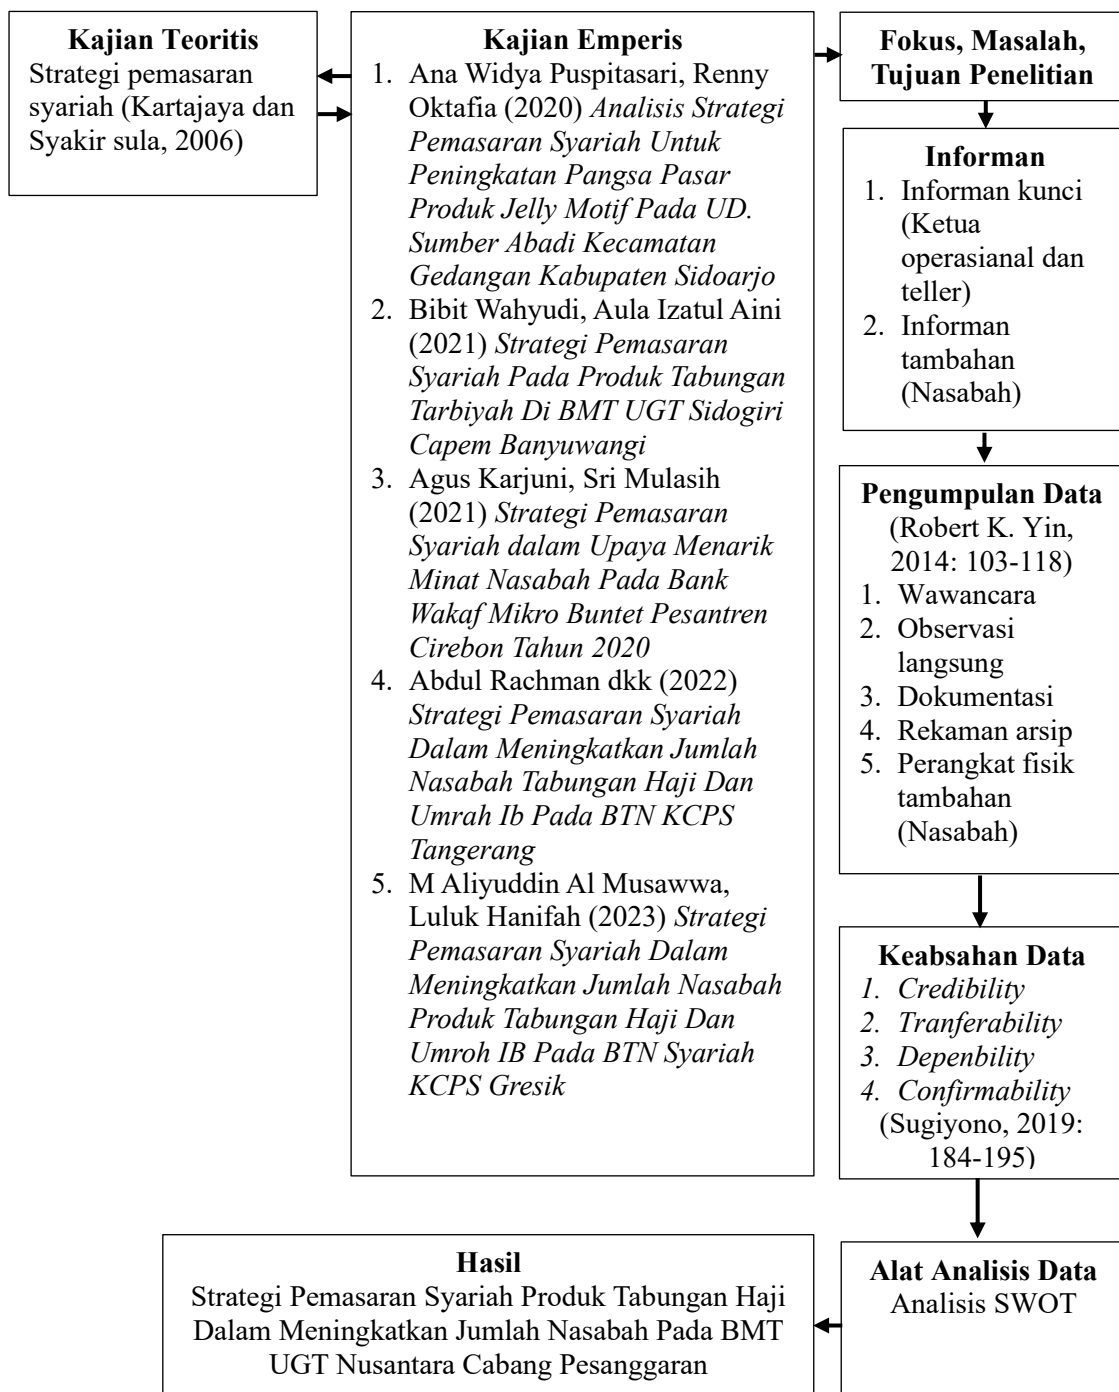 Kajian Teoritis
Strategi pemasaran
syariah (Kartajaya dan
Syakir sula, 2006)
Kajian Emperis
1. Ana Widya Puspitasari, Renny
Oktafia (2020) Analisis Strategi
Pemasaran Syariah Untuk
Peningkatan Pangsa Pasar
Produk Jelly Motif Pada UD.
Sumber Abadi Kecamatan
Gedangan Kabupaten Sidoarjo
2. Bibit Wahyudi, Aula Izatul Aini
(2021) Strategi Pemasaran
Syariah Pada Produk Tabungan
Tarbiyah Di BMT UGT Sidogiri
Capem Banyuwangi
3. Agus Karjuni, Sri Mulasih
(2021) Strategi Pemasaran
Syariah dalam Upaya Menarik
Minat Nasabah Pada Bank
Wakaf Mikro Buntet Pesantren
Cirebon Tahun 2020
4. Abdul Rachman dkk (2022)
Strategi Pemasaran Syariah
Dalam Meningkatkan Jumlah
Nasabah Tabungan Haji Dan
Umrah Ib Pada BTN KCPS
Tangerang
5. M Aliyuddin Al Musawwa,
Luluk Hanifah (2023) Strategi
Pemasaran Syariah Dalam
Meningkatkan Jumlah Nasabah
Produk Tabungan Haji Dan
Umroh IB Pada BTN Syariah
KCPS Gresik
Fokus, Masalah,
Tujuan Penelitian
Informan
1. Informan kunci
(Ketua
operasianal dan
teller)
2. Informan
tambahan
(Nasabah)
Pengumpulan Data
(Robert K. Yin,
2014: 103-118)
1. Wawancara
2. Observasi
langsung
3. Dokumentasi
4. Rekaman arsip
5. Perangkat fisik
tambahan
(Nasabah)
Keabsahan Data
1. Credibility
2. Tranferability
3. Depenbility
4. Confirmability
(Sugiyono, 2019:
184-195)
Alat Analisis Data
Analisis SWOT
Hasil
Strategi Pemasaran Syariah Produk Tabungan Haji
Dalam Meningkatkan Jumlah Nasabah Pada BMT
UGT Nusantara Cabang Pesanggaran